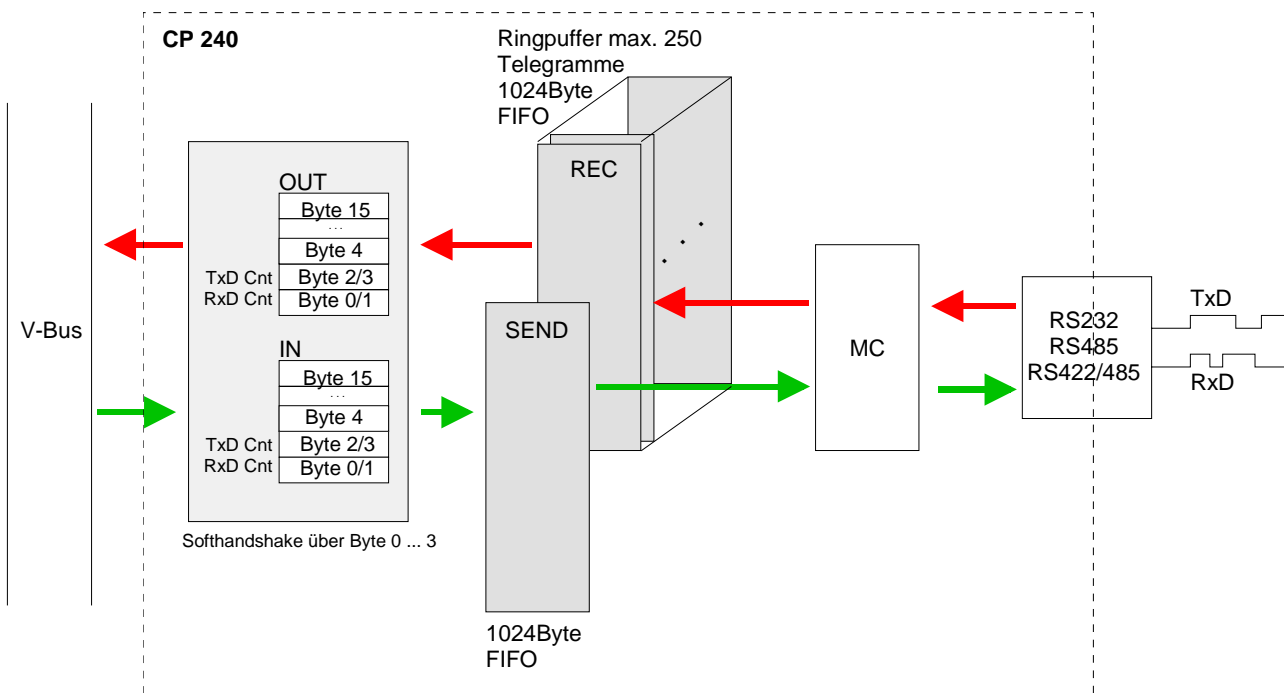 CP 240
Ringpuffer max. 250
Telegramme
1024Byte
FIFO
REC
OUT
Byte 15
...
Byte 4
TxD Cnt Byte 2/3
RxD Cnt Byte 0/1
V-Bus
IN
Byte 15
...
Byte 4
TxD Cnt Byte 2/3
RxD Cnt Byte 0/1
Softhandshake über Byte 0 ... 3
SEND
1024Byte
FIFO
MC
RS232
RS485
RS422/485
TxD
RxD